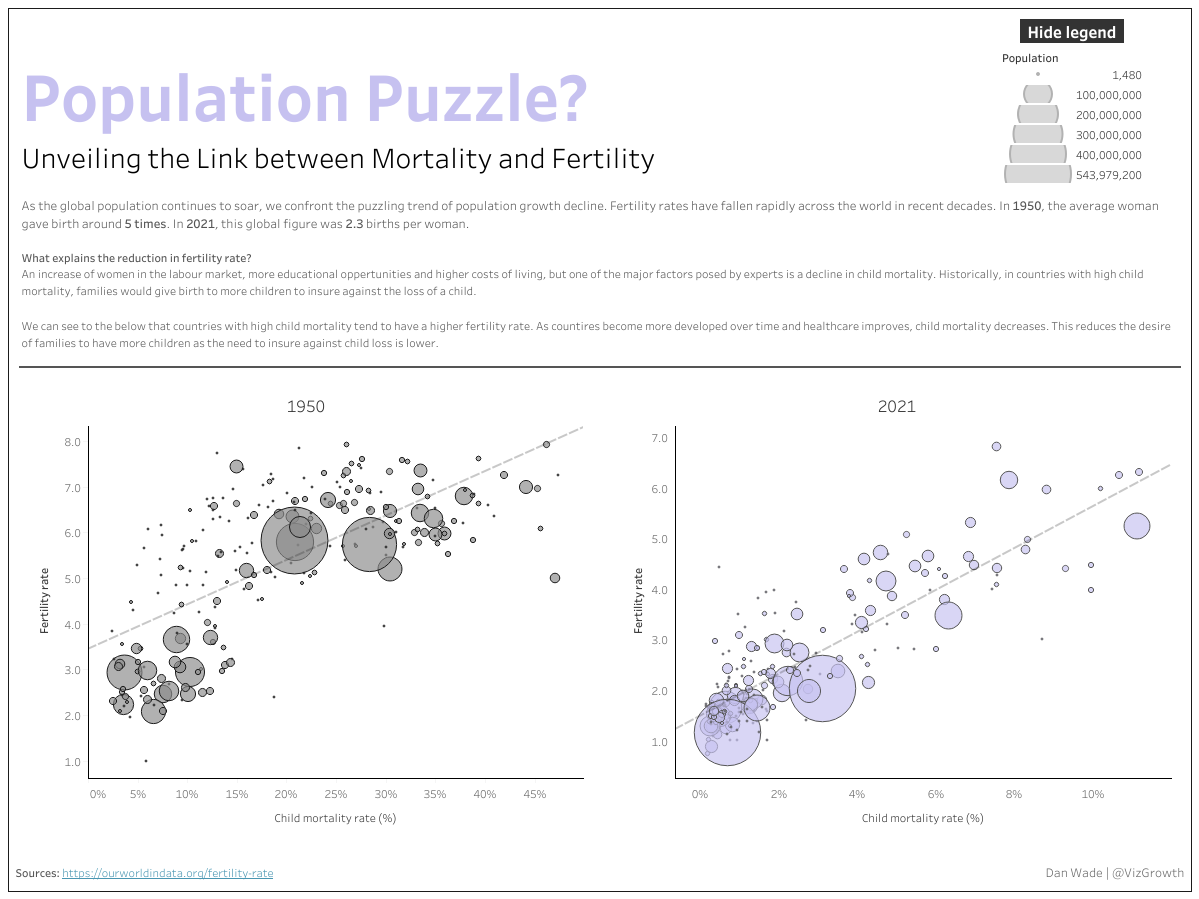 Hide legend
Population
1,480
100,000,000
200,000,000
300,000,000
400,000,000
543,979,200
Population Puzzle?
Unveiling the Link between Mortality and Fertility
As the global population continues to soar, we confront the puzzling trend of population growth decline. Fertility rates have fallen rapidly across the world in recent decades. In 1950, the average woman
gave birth around 5 times. In 2021, this global figure was 2.3 births per woman.
What explains the reduction in fertility rate?
An increase of women in the labour market, more educational oppertunities and higher costs of living, but one of the major factors posed by experts is a decline in child mortality. Historically, in countries with high child
mortality, families would give birth to more children to insure against the loss of a child.
We can see to the below that countries with high child mortality tend to have a higher fertility rate. As countires become more developed over time and healthcare improves, child mortality decreases. This reduces the desire
of families to have more children as the need to insure against child loss is lower.
1950
8.0
7.0
6.0
5.0
4.0
3.0
2.0
1.0
Fertility rate
0% 5% 10% 15% 20% 25% 30% 35% 40% 45%
Child mortality rate (%)
2021
7.0
6.0
5.0
4.0
3.0
2.0
1.0
Fertility rate
0% 2% 4% 6% 8% 10%
Child mortality rate (%)
Sources: https://ourworldindata.org/fertility-rate
Dan Wade | @VizGrowth